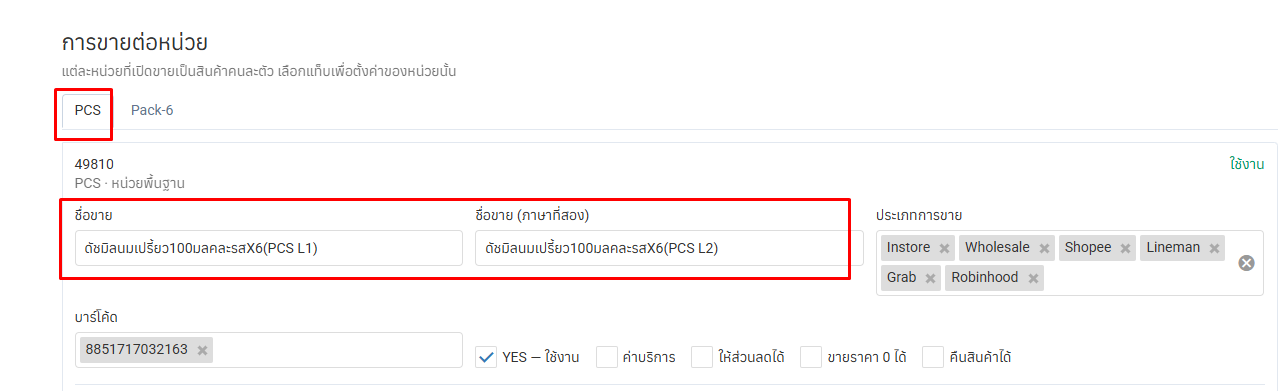 การขายต่อหน่วย
แต่ละหน่วยที่เปิดขายเป็นสินค้าคนละตัว เลือกแท็บเพื่อตั้งค่าของหน่วยนั้น
PCS Pack-6
49810 ใช้งาน
PCS · หน่วยพื้นฐาน
ชื่อขาย ชื่อขาย (ภาษาที่สอง) ประเภทการขาย
ดัชมิลนมเปรี้ยว100มลคละรสX6(PCS L1) ดัชมิลนมเปรี้ยว100มลคละรสX6(PCS L2) Instore Wholesale Shopee Lineman
Grab Robinhood
บาร์โค้ด
8851717032163 YES — ใช้งาน ค่าบริการ ให้ส่วนลดได้ ขายราคา 0 ได้ คืนสินค้าได้